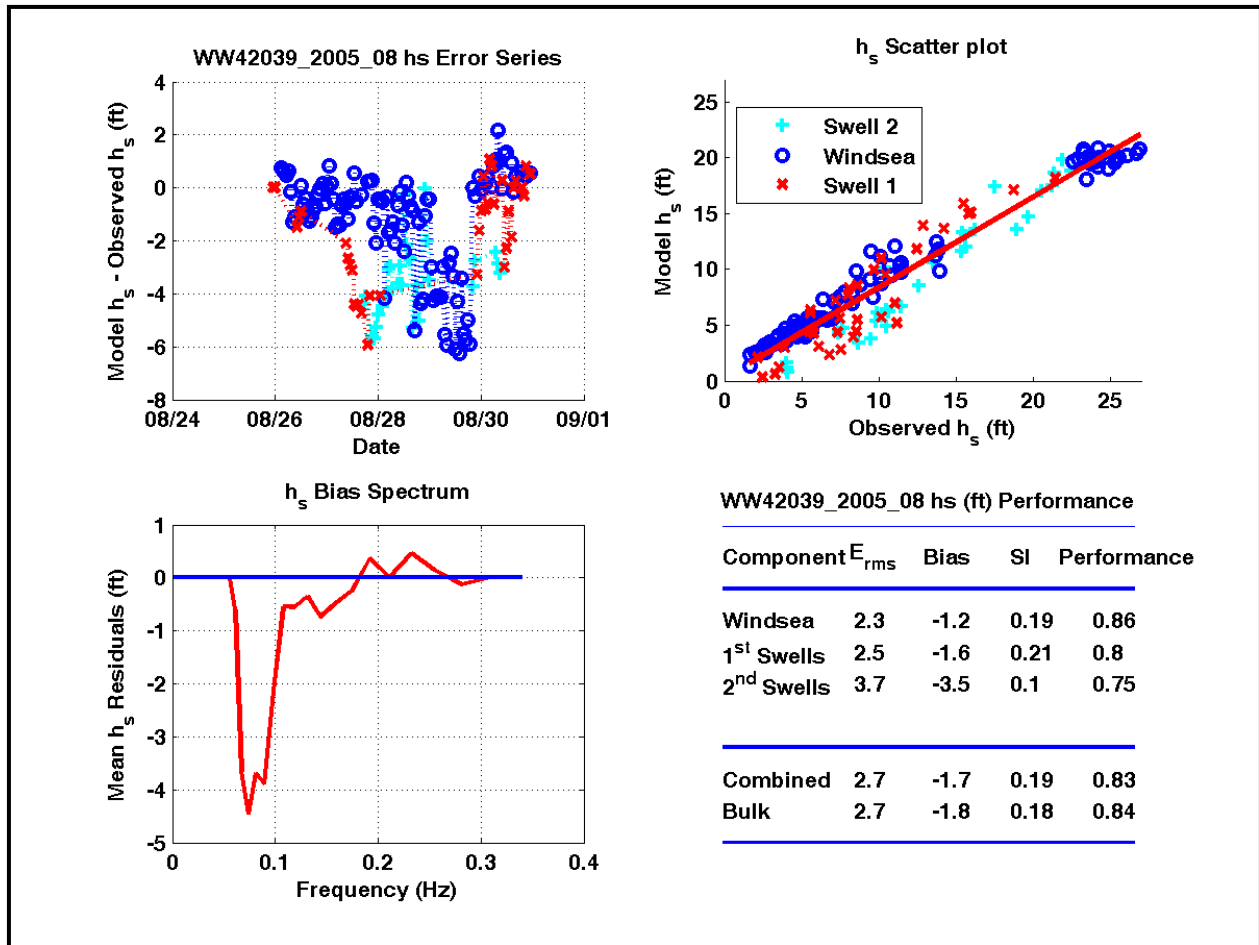 WW42039_2005_08 hs Error Series
Model hs - Observed hs (ft)
4
2
0
-2
-4
-6
-8
08/24 08/26 08/28 08/30 09/01
Date
hs Scatter plot
Model hs (ft)
25
20
15
10
5
0
Swell 2
Windsea
Swell 1
0 5 10 15 20 25
Observed hs (ft)
hs Bias Spectrum
Mean hs Residuals (ft)
1
0
-1
-2
-3
-4
-5
0 0.1 0.2 0.3 0.4
Frequency (Hz)
WW42039_2005_08 hs (ft) Performance
Component Erms Bias SI Performance
Windsea 2.3 -1.2 0.19 0.86
1st Swells 2.5 -1.6 0.21 0.8
2nd Swells 3.7 -3.5 0.1 0.75
Combined 2.7 -1.7 0.19 0.83
Bulk 2.7 -1.8 0.18 0.84